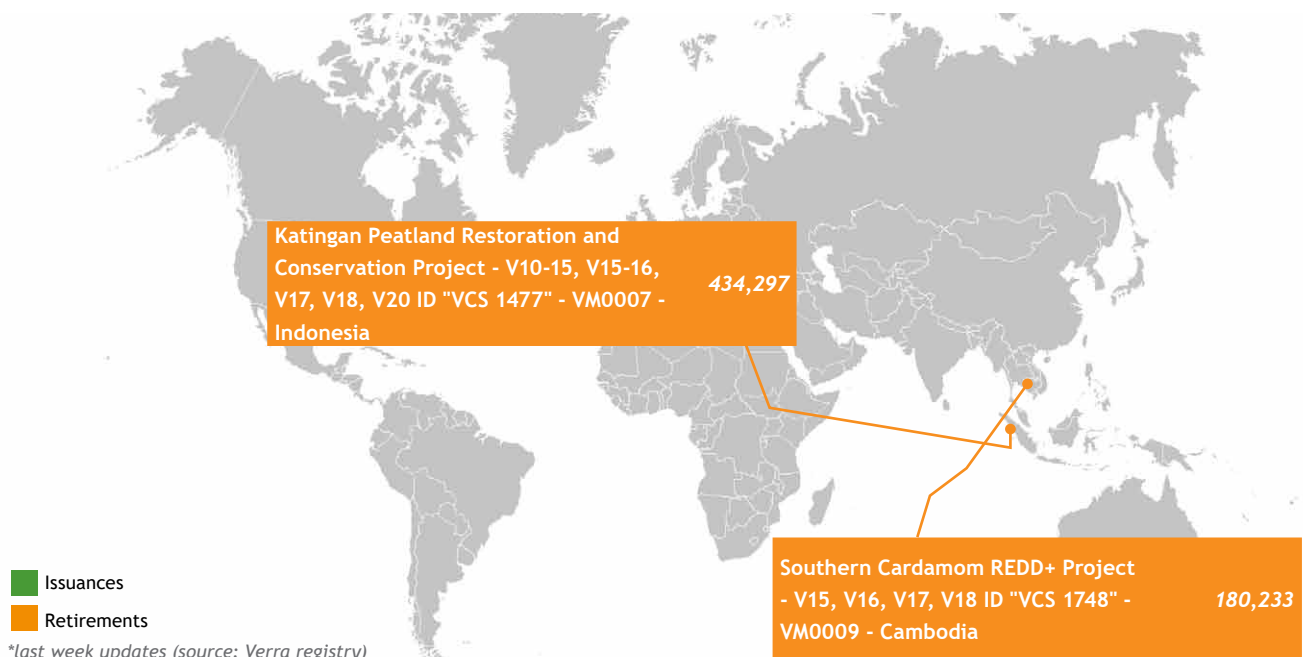 Katingan Peatland Restoration and
Conservation Project - V10-15, V15-16,
V17, V18, V20 ID "VCS 1477" - VM0007 -
Indonesia
434,297
Southern Cardamom REDD+ Project
- V15, V16, V17, V18 ID "VCS 1748" -
VM0009 - Cambodia
180,233
Issuances
Retirements
*last week updates (source: Verra registry)